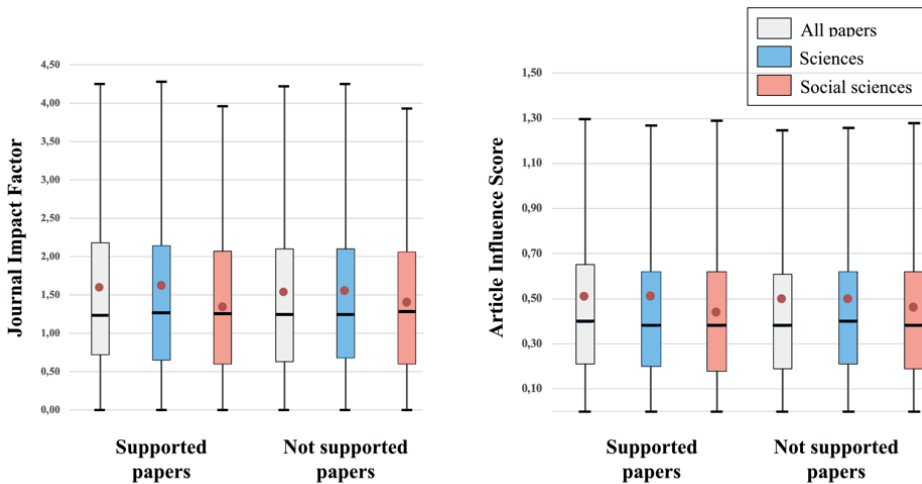 All papers
Sciences
Social sciences
Journal Impact Factor
4,50
4,00
3,50
3,00
2,50
2,00
1,50
1,00
0,50
0,00
Supported
papers
Not supported
papers
Article Influence Score
1,50
1,30
1,10
0,90
0,70
0,50
0,30
0,10
Supported
papers
Not supported
papers